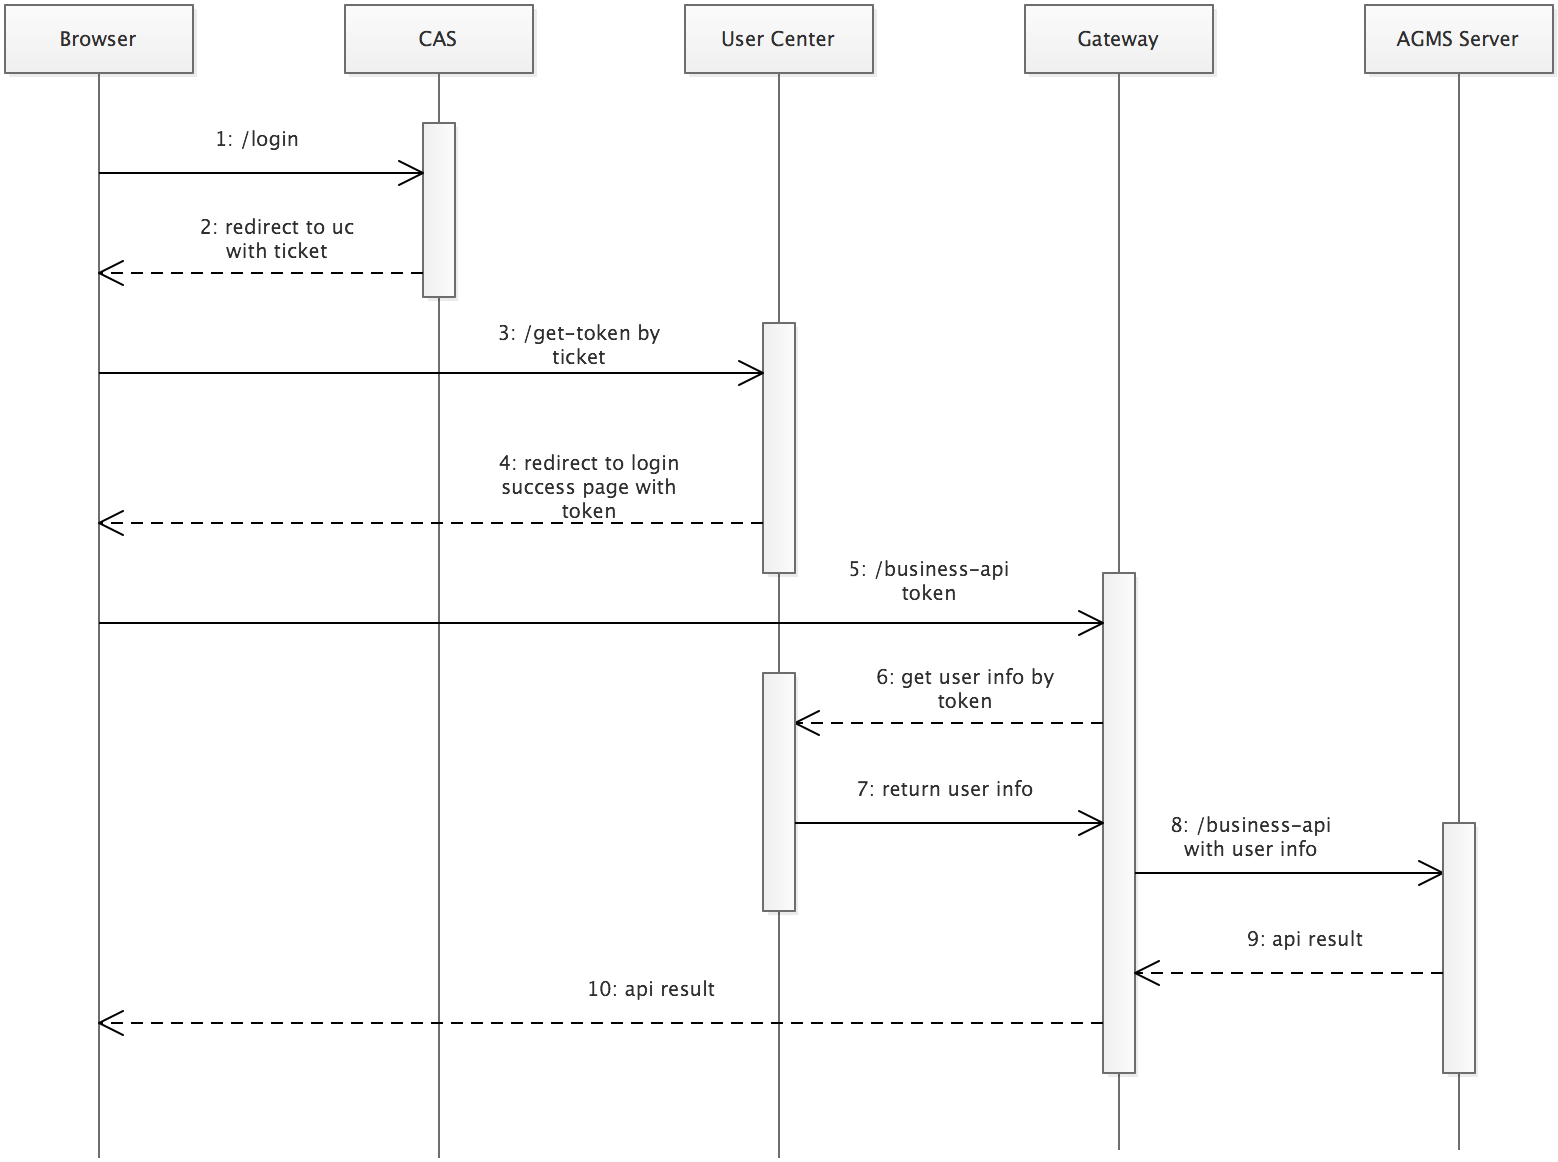 Browser
CAS
User Center
Gateway
AGMS Server
1: /login
2: redirect to uc
with ticket
3: /get-token by
ticket
4: redirect to login
success page with
token
5: /business-api
token
6: get user info by
token
7: return user info
8: /business-api
with user info
9: api result
10: api result